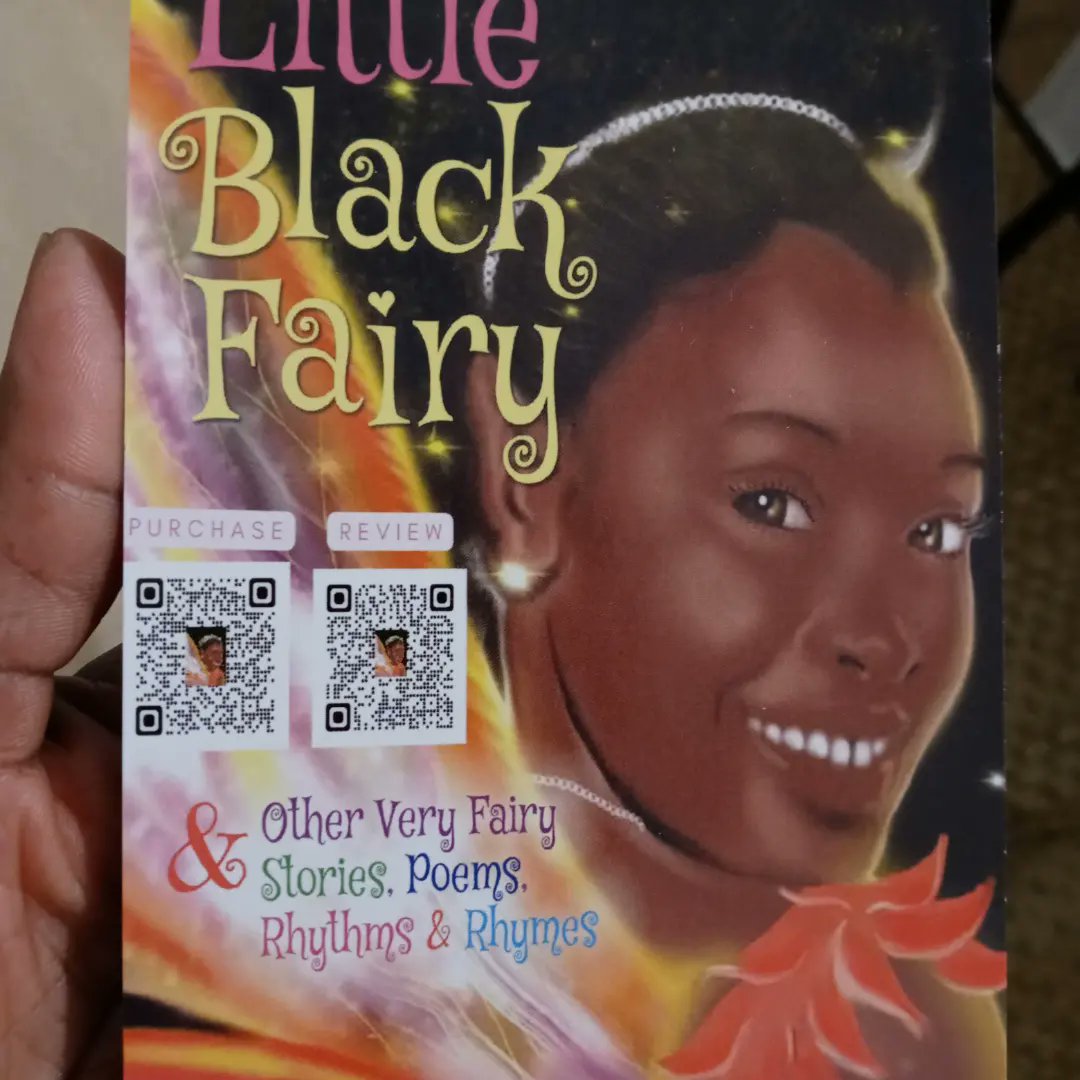 Little
Black
Fairy
PURCHASE REVIEW
& Other Very Fairy
Stories, Poems,
Rhythms & Rhymes